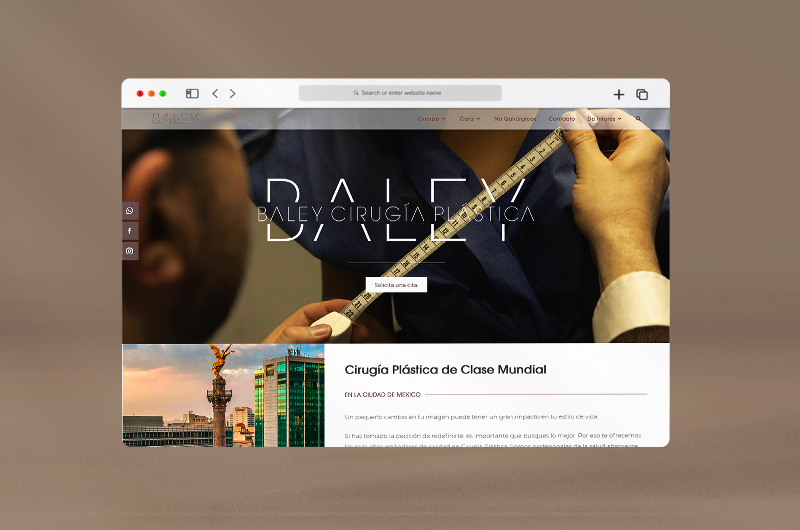 Search or enter website name
BALEY
Cuerpo
Cara
No Quirúrgicos
Contacto
De Interés
BALEY
BALEY CIRUGÍA PLÁSTICA
Solicita una cita.
Cirugía Plástica de Clase Mundial
EN LA CIUDAD DE MEXICO
Un pequeño cambio en tu imagen puede tener un gran impacto en tu estilo de vida.
Si has tomado la decisión de redefinirte, es importante que busques lo mejor. Por eso te ofrecemos